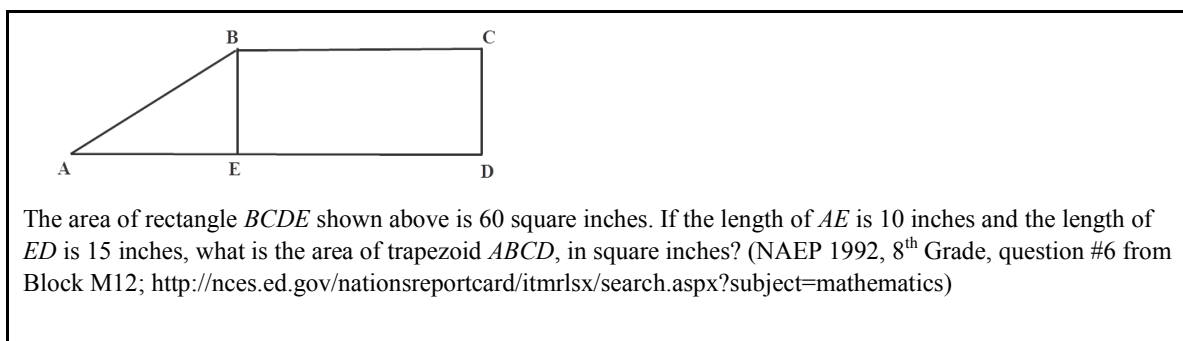 B C
A E D
The area of rectangle BCDE shown above is 60 square inches. If the length of AE is 10 inches and the length of
ED is 15 inches, what is the area of trapezoid ABCD, in square inches? (NAEP 1992, 8th Grade, question #6 from
Block M12; http://nces.ed.gov/nationsreportcard/itmrlsx/search.aspx?subject=mathematics)